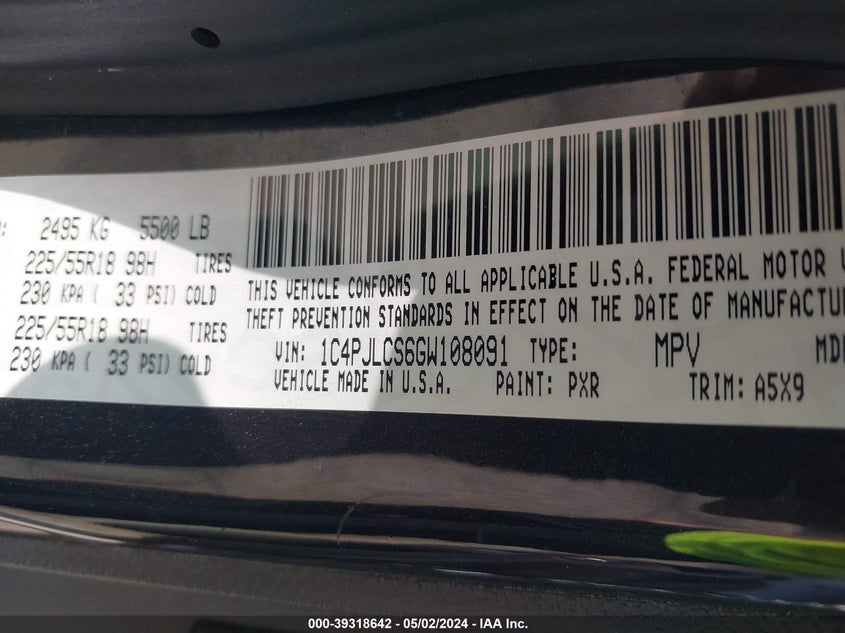 : 2495 KG 5500 LB
225/55R18 98H TIRES
230 KPA ( 33 PSI) COLD
225/55R18 98H TIRES
230 KPA ( 33 PSI) COLD
THIS VEHICLE CONFORMS TO ALL APPLICABLE U.S.A. FEDERAL MOTOR V
THEFT PREVENTION STANDARDS IN EFFECT ON THE DATE OF MANUFACTU
VIN: 1C4PJLCS6GW108091 TYPE: MPV MD
VEHICLE MADE IN U.S.A. PAINT: PXR TRIM: A5X9
000-39318642 - 05/02/2024 - IAA Inc.